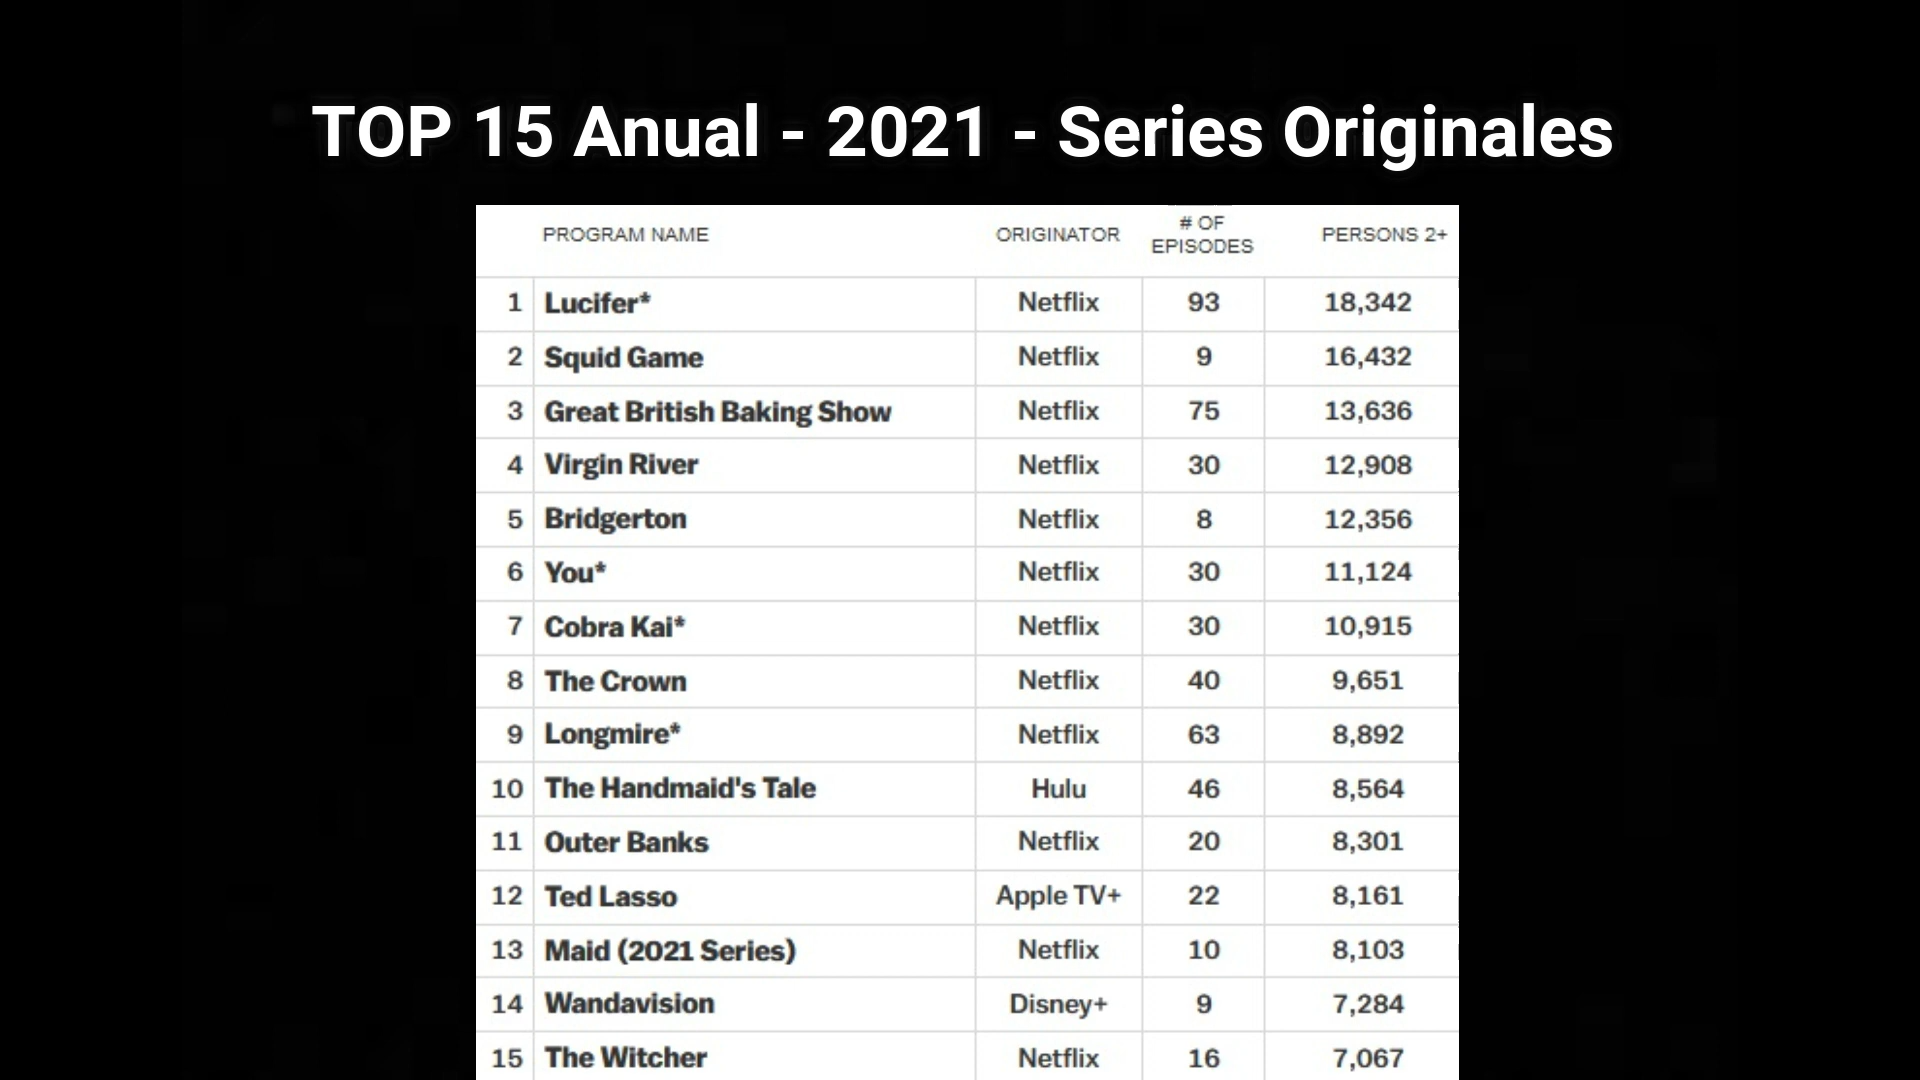 TOP 15 Anual - 2021 - Series Originales
PROGRAM NAME ORIGINATOR # OF EPISODES PERSONS 2+
1 Lucifer* Netflix 93 18,342
2 Squid Game Netflix 9 16,432
3 Great British Baking Show Netflix 75 13,636
4 Virgin River Netflix 30 12,908
5 Bridgerton Netflix 8 12,356
6 You* Netflix 30 11,124
7 Cobra Kai* Netflix 30 10,915
8 The Crown Netflix 40 9,651
9 Longmire* Netflix 63 8,892
10 The Handmaid's Tale Hulu 46 8,564
11 Outer Banks Netflix 20 8,301
12 Ted Lasso Apple TV+ 22 8,161
13 Maid (2021 Series) Netflix 10 8,103
14 Wandavision Disney+ 9 7,284
15 The Witcher Netflix 16 7,067